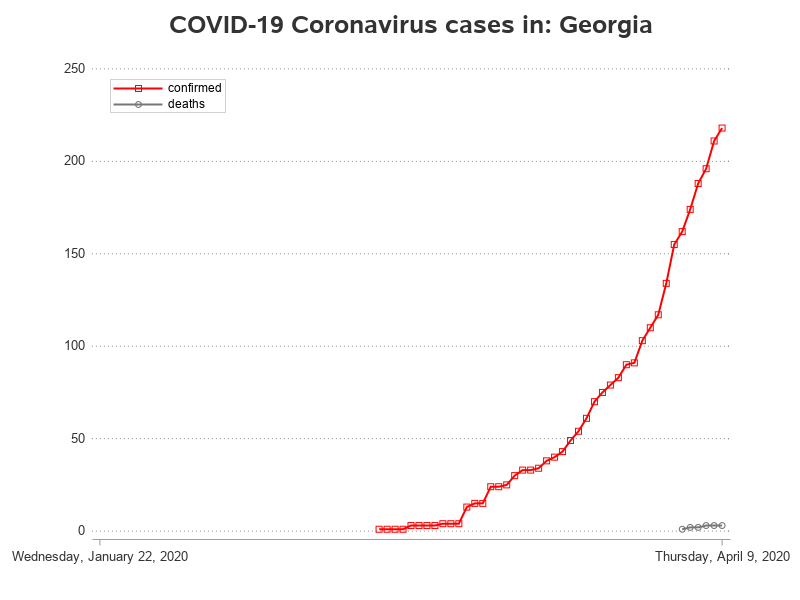 COVID-19 Coronavirus cases in: Georgia
250
confirmed
deaths
200
150
100
50
0
Wednesday, January 22, 2020 Thursday, April 9, 2020